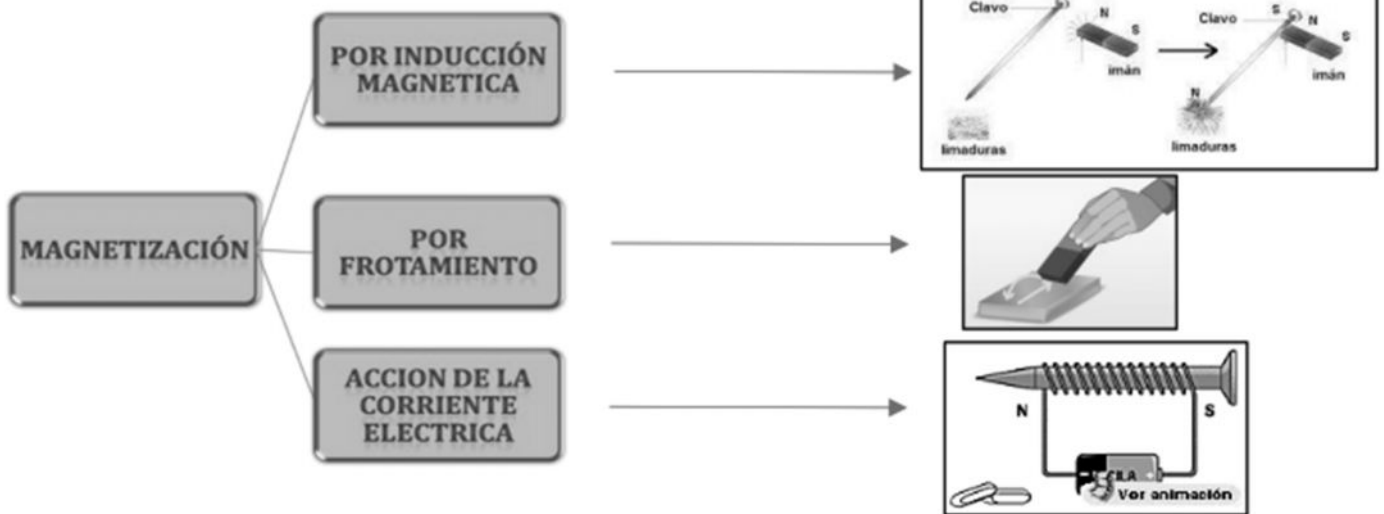 MAGNETIZACIÓN
POR INDUCCIÓN
MAGNETICA
Clavo
N
S
imán
limaduras
Clavo
S
N
S
imán
N
limaduras
POR
FROTAMIENTO
ACCION DE LA
CORRIENTE
ELECTRICA
N
S
Ver animación